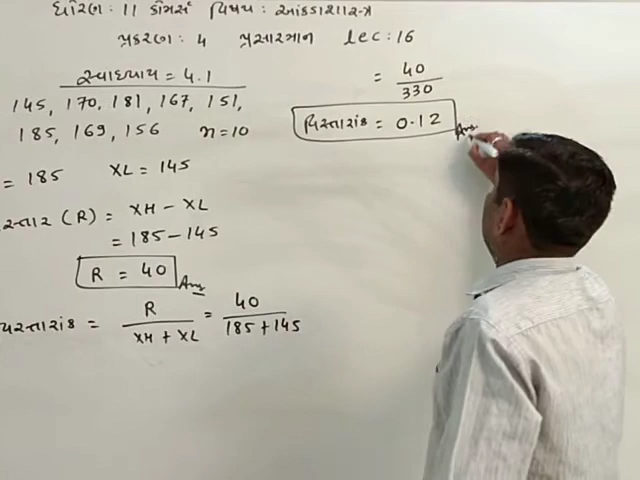 ધોરણ : 11 કોમર્સ વિષય : આંકડાશાસ્ત્ર
પ્રકરણ : 4 પ્રસારમાન lec : 16
સ્વાધ્યાય = 4.1
145, 170, 181, 167, 151,
185, 169, 156 n = 10
= 185 XL = 145
સ્તાર (R) = XH - XL
= 185 - 145
R = 40 Ans
R / XH + XL = 40 / 185 + 145
= 40 / 330
વિસ્તારાંક = 0.12 Ans.